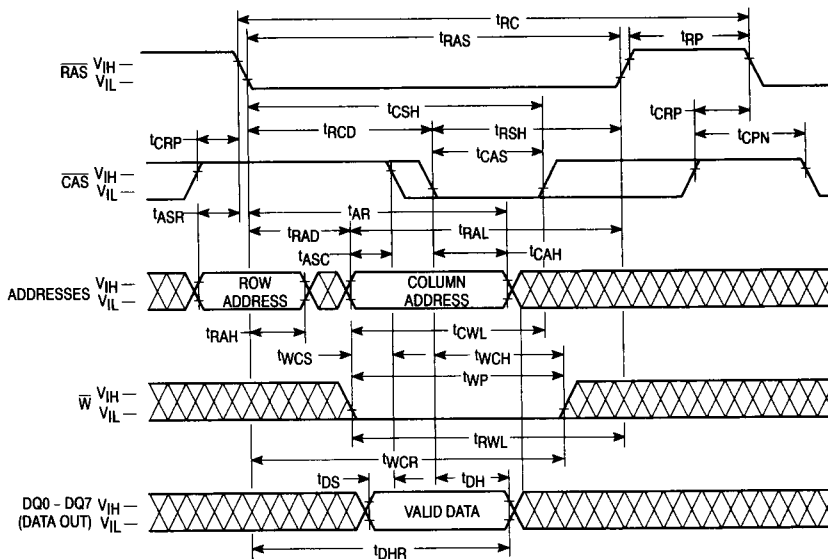 tRC
tRAS
tRP
RAS VIH
VIL
tCSH
tCRP
tCRP
tRCD
tRSH
tCPN
tCAS
CAS VIH
VIL
tASR
tAR
tRAD
tRAL
tASC
tCAH
ADDRESSES VIH
VIL
ROW ADDRESS
COLUMN ADDRESS
tRAH
tCWL
tWCS
tWCH
tWP
W VIH
VIL
tRWL
tWCR
tDS
tDH
DQ0 – DQ7 VIH
(DATA OUT) VIL
VALID DATA
tDHR